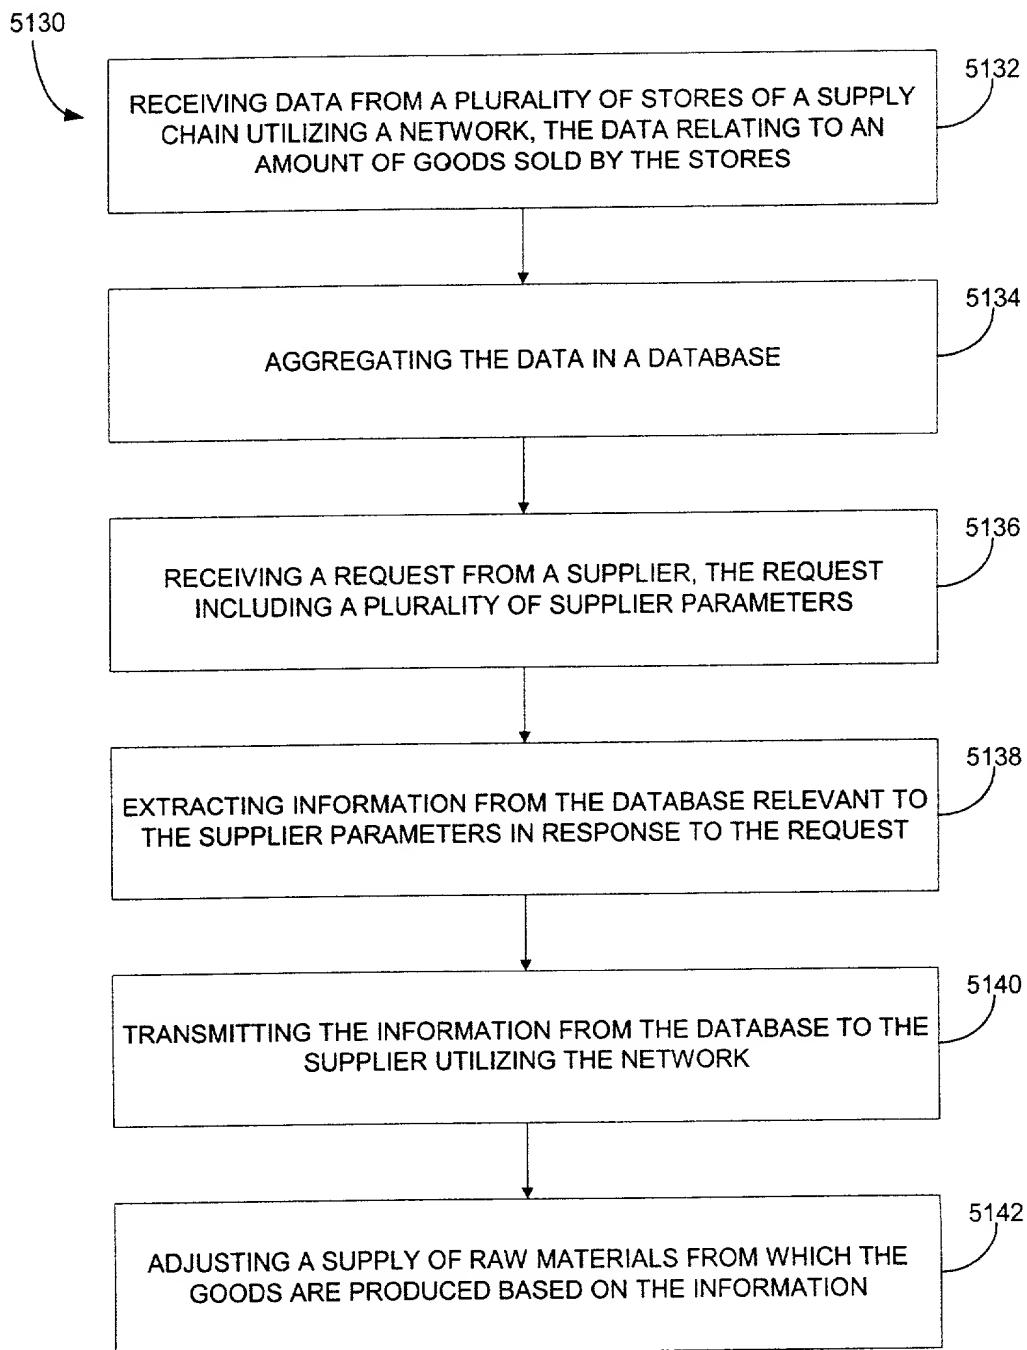 5130
5132
RECEIVING DATA FROM A PLURALITY OF STORES OF A SUPPLY
CHAIN UTILIZING A NETWORK, THE DATA RELATING TO AN
AMOUNT OF GOODS SOLD BY THE STORES
5134
AGGREGATING THE DATA IN A DATABASE
5136
RECEIVING A REQUEST FROM A SUPPLIER, THE REQUEST
INCLUDING A PLURALITY OF SUPPLIER PARAMETERS
5138
EXTRACTING INFORMATION FROM THE DATABASE RELEVANT TO
THE SUPPLIER PARAMETERS IN RESPONSE TO THE REQUEST
5140
TRANSMITTING THE INFORMATION FROM THE DATABASE TO THE
SUPPLIER UTILIZING THE NETWORK
5142
ADJUSTING A SUPPLY OF RAW MATERIALS FROM WHICH THE
GOODS ARE PRODUCED BASED ON THE INFORMATION